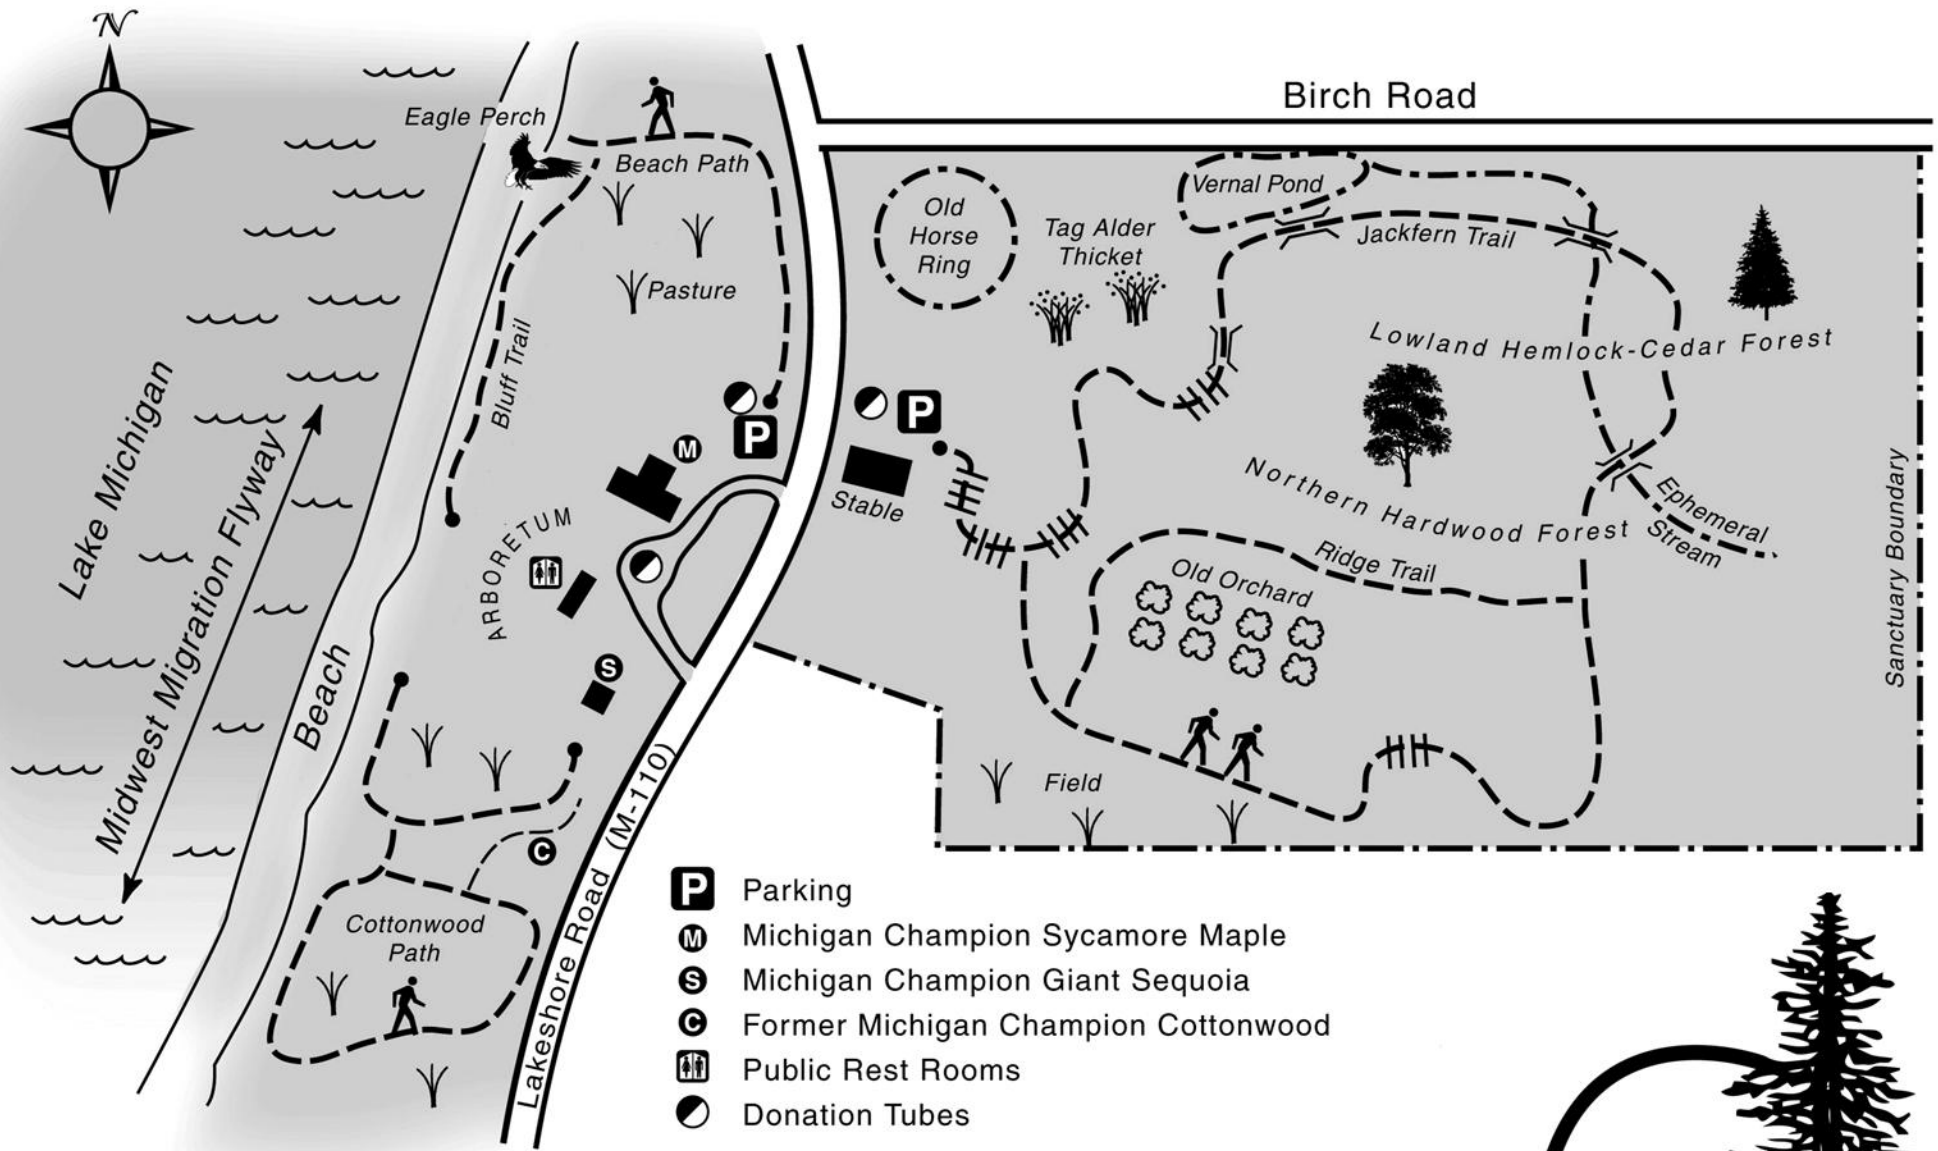 N
Eagle Perch
Beach Path
Birch Road
Old
Horse
Ring
Tag Alder
Thicket
Vernal Pond
Jackfern Trail
Pasture
Bluff Trail
Lowland Hemlock-Cedar Forest
Lake Michigan
Midwest Migration Flyway
Beach
P
M
P
Stable
ARBORETUM
S
Northern Hardwood Forest
Ephemeral
Stream
Sanctuary Boundary
Ridge Trail
Old Orchard
Field
C
Cottonwood
Path
Lakeshore Road (M-110)
P Parking
M Michigan Champion Sycamore Maple
S Michigan Champion Giant Sequoia
C Former Michigan Champion Cottonwood
Public Rest Rooms
Donation Tubes